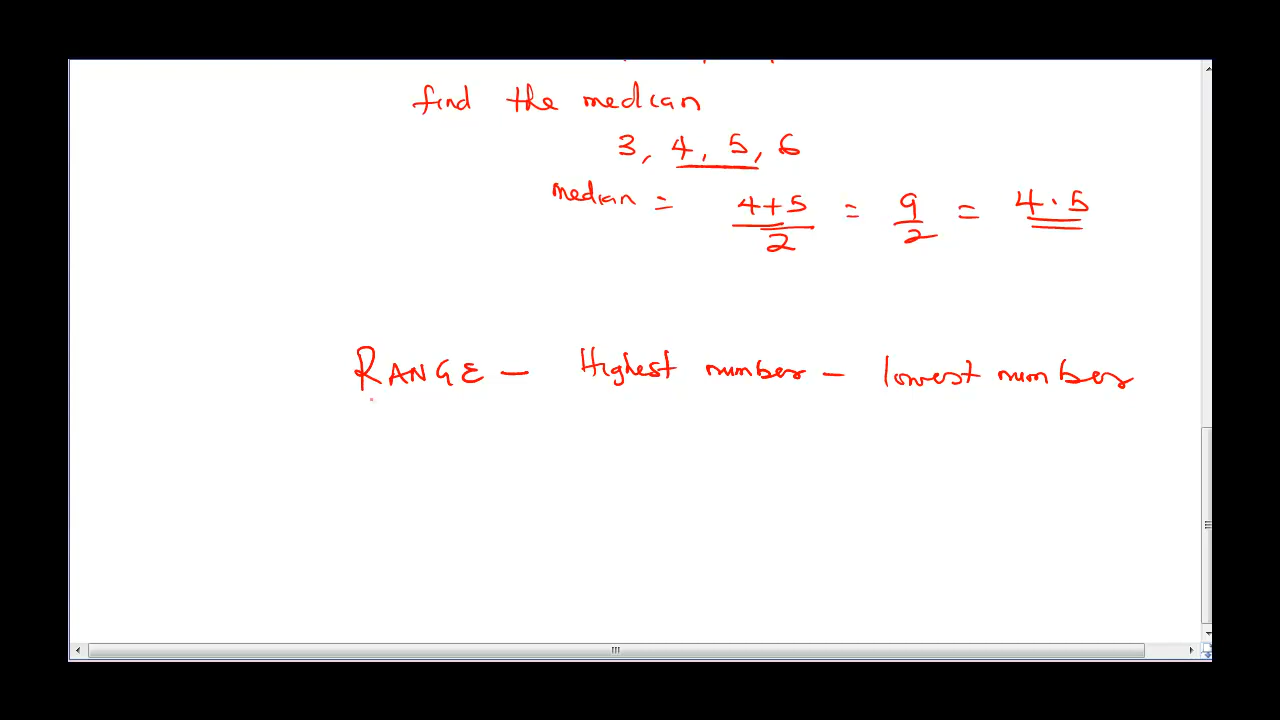 find the median
3, 4, 5, 6
median = 4+5/2 = 9/2 = 4.5
RANGE - Highest number - lowest number